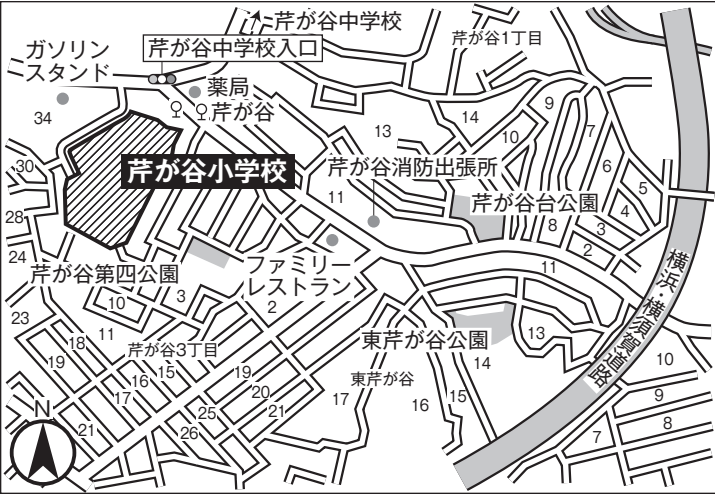 芹が谷中学校
芹が谷1丁目
ガソリン
スタンド
芹が谷中学校入口
薬局
芹が谷
34
13
14
9
10
7
6
5
4
3
2
8
30
芹が谷小学校
芹が谷消防出張所
11
芹が谷台公園
28
24
芹が谷第四公園
ファミリー
レストラン
11
横浜・横須賀道路
10
3
2
23
11
18
19
芹が谷3丁目
15
16
17
19
20
21
25
26
21
東芹が谷公園
13
14
東芹が谷
17
16
15
10
9
8
7
N